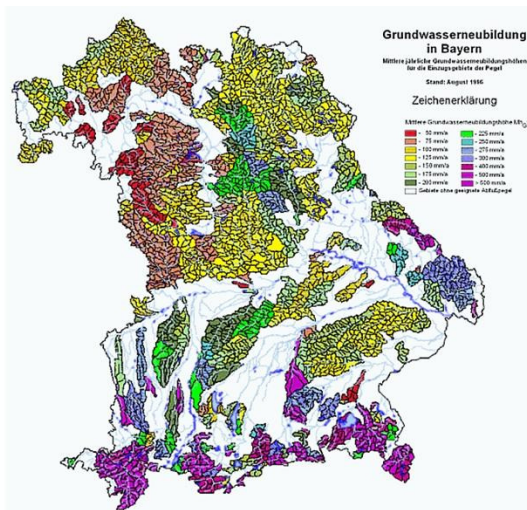 Grundwasserneubildung
in Bayern
Mittlere jährliche Grundwasserneubildungshöhen
für die Einzugsgebiete der Pegel
Stand: August 1996
Zeichenerklärung
Mittlere Grundwasserneubildungshöhe
- 50 mm/a
- 75 mm/a
- 100 mm/a
- 125 mm/a
- 150 mm/a
- 175 mm/a
- 200 mm/a
- 225 mm/a
- 250 mm/a
- 275 mm/a
- 300 mm/a
- 400 mm/a
- 500 mm/a
> 500 mm/a
Gebiete ohne geeignete Abflußpegel